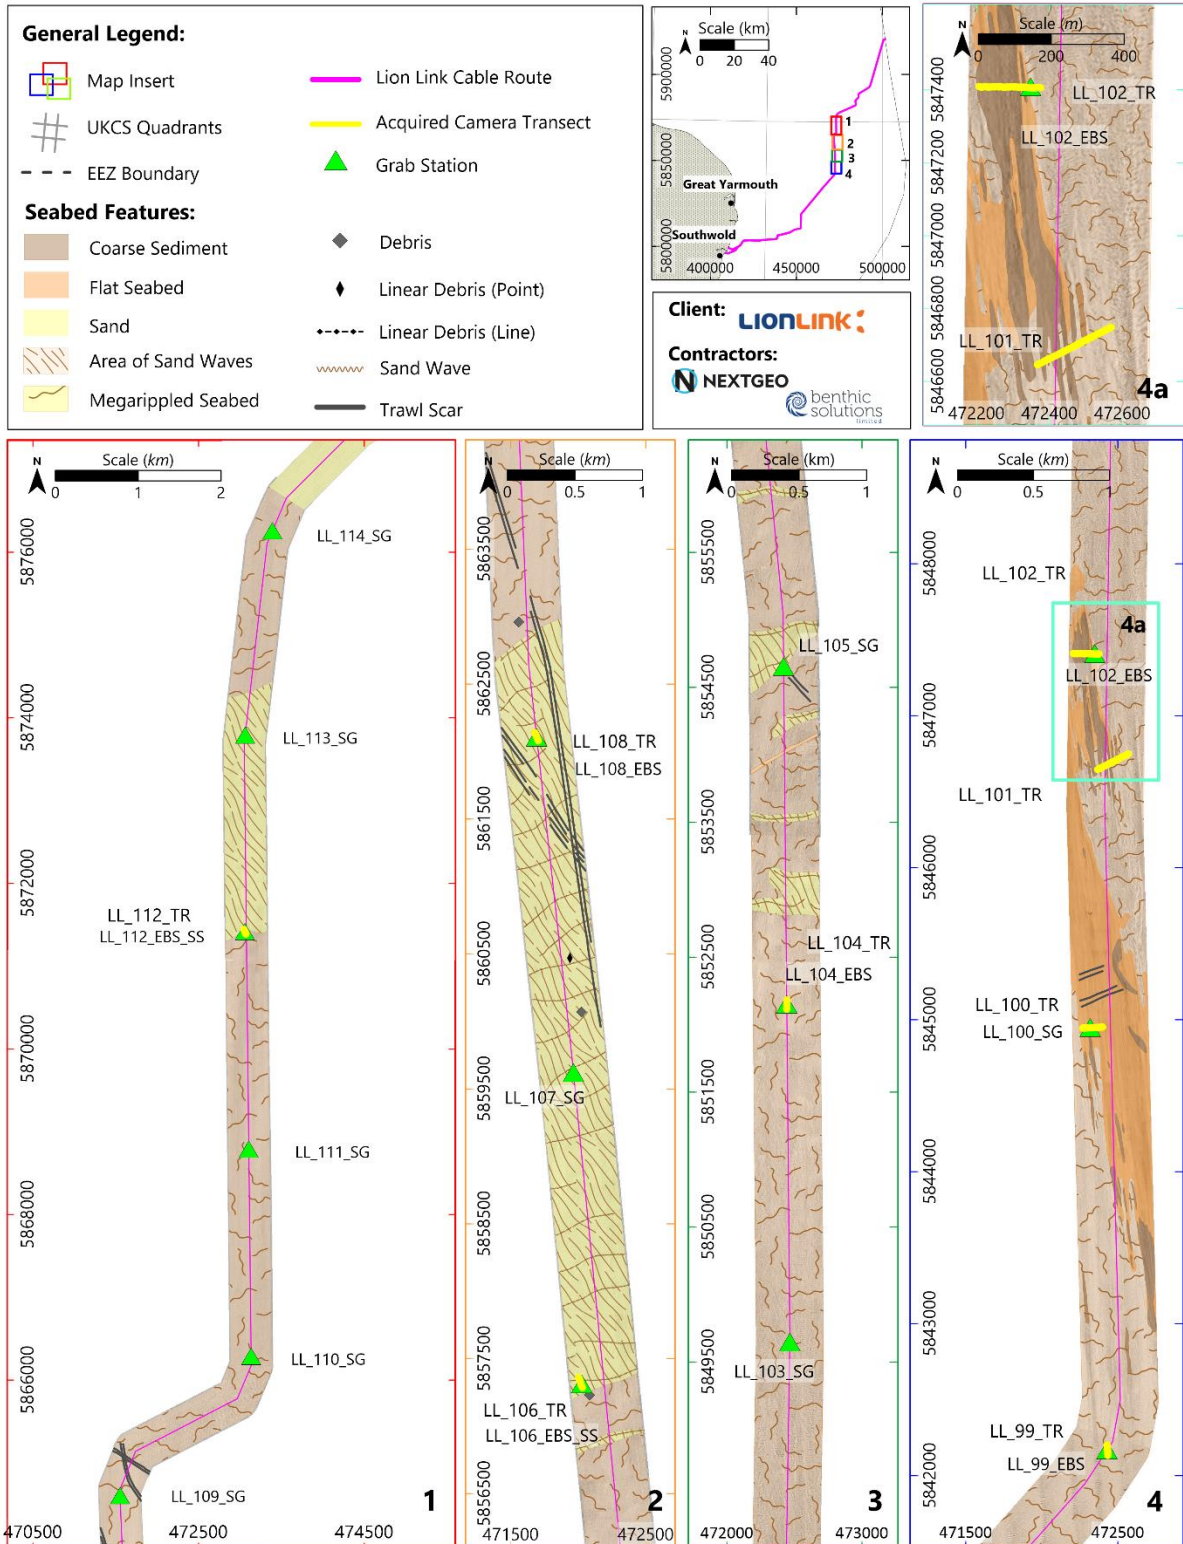 General Legend:
Map Insert
UKCS Quadrants
EEZ Boundary
Lion Link Cable Route
Acquired Camera Transect
Grab Station
Seabed Features:
Coarse Sediment
Flat Seabed
Sand
Area of Sand Waves
Megarippled Seabed
Debris
Linear Debris (Point)
Linear Debris (Line)
Sand Wave
Trawl Scar
N
Scale (km)
0 20 40
5900000
5850000
5800000
1
2
3
4
Great Yarmouth
Southwold
400000 450000 500000
Client: LIONLINK
Contractors:
N NEXTGEO
benthic
solutions
limited
N
Scale (m)
0 200 400
5847400
5847200
5847000
5846800
5846600
LL_102_TR
LL_102_EBS
LL_101_TR
4a
472200 472400 472600
N
Scale (km)
0 1 2
5876000
5874000
5872000
5870000
5868000
5866000
LL_114_SG
LL_113_SG
LL_112_TR
LL_112_EBS_SS
LL_111_SG
LL_110_SG
LL_109_SG
1
470500 472500 474500
N
Scale (km)
0 0.5 1
5863500
5862500
5861500
5860500
5859500
5858500
5857500
5856500
LL_108_TR
LL_108_EBS
LL_107_SG
LL_106_TR
LL_106_EBS_SS
2
471500 472500
N
Scale (km)
0 0.5 1
5855500
5854500
5853500
5852500
5851500
5850500
5849500
LL_105_SG
LL_104_TR
LL_104_EBS
LL_103_SG
3
472000 473000
N
Scale (km)
0 0.5 1
5848000
5847000
5846000
5845000
5844000
5843000
5842000
LL_102_TR
4a
LL_102_EBS
LL_101_TR
LL_100_TR
LL_100_SG
LL_99_TR
LL_99_EBS
4
471500 472500